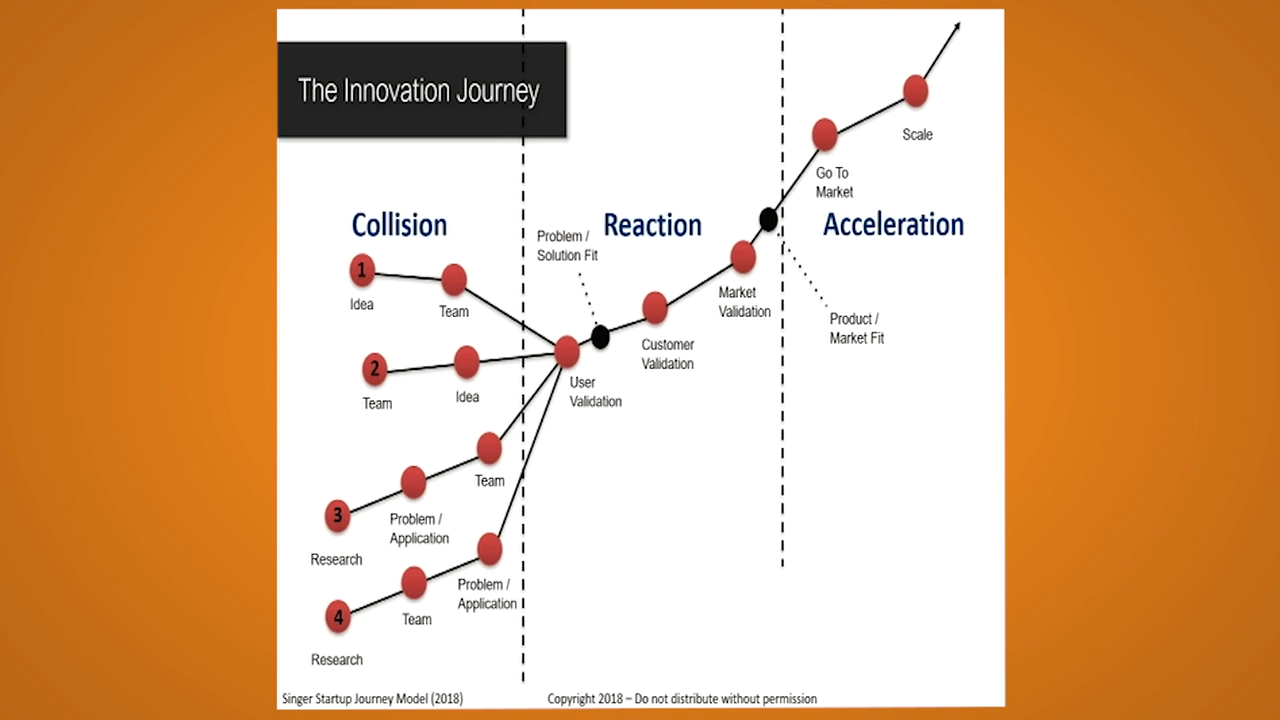 The Innovation Journey
Collision
Reaction
Acceleration
1
Idea
Team
2
Team
Idea
3
Research
Problem /
Application
Team
4
Research
Team
Problem /
Application
User
Validation
Problem /
Solution Fit
Customer
Validation
Market
Validation
Product /
Market Fit
Go To
Market
Scale
Singer Startup Journey Model (2018)
Copyright 2018 – Do not distribute without permission